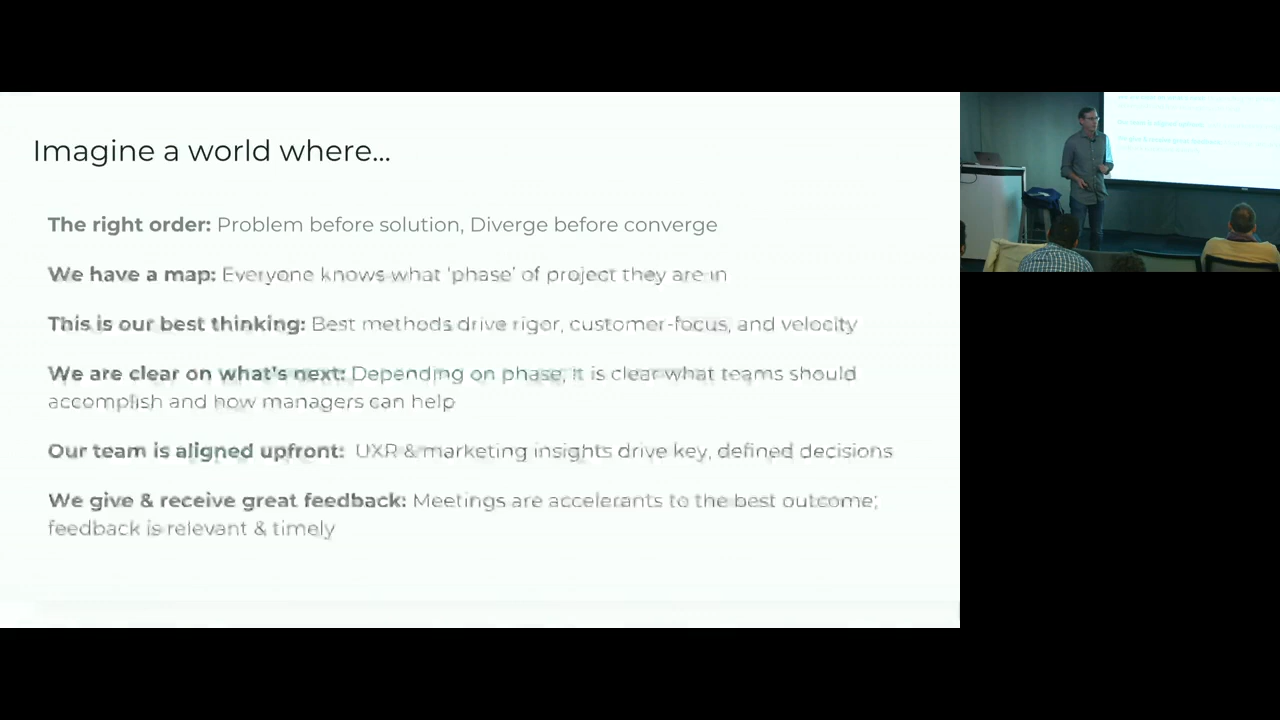 Imagine a world where...
The right order: Problem before solution, Diverge before converge
We have a map: Everyone knows what 'phase' of project they are in
This is our best thinking: Best methods drive rigor, customer-focus, and velocity
We are clear on what's next: Depending on phase, it is clear what teams should
accomplish and how managers can help
Our team is aligned upfront: UXR & marketing insights drive key, defined decisions
We give & receive great feedback: Meetings are accelerants to the best outcome;
feedback is relevant & timely